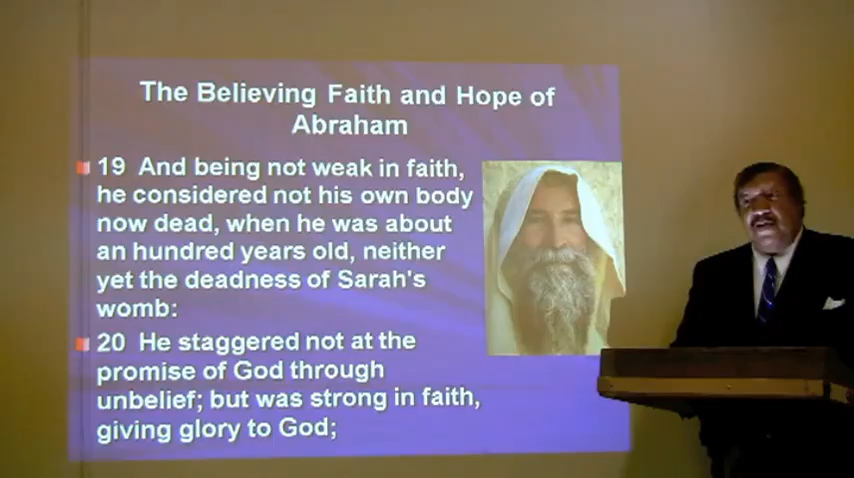 The Believing Faith and Hope of
Abraham
19 And being not weak in faith,
he considered not his own body
now dead, when he was about
an hundred years old, neither
yet the deadness of Sarah's
womb:
20 He staggered not at the
promise of God through
unbelief; but was strong in faith,
giving glory to God;